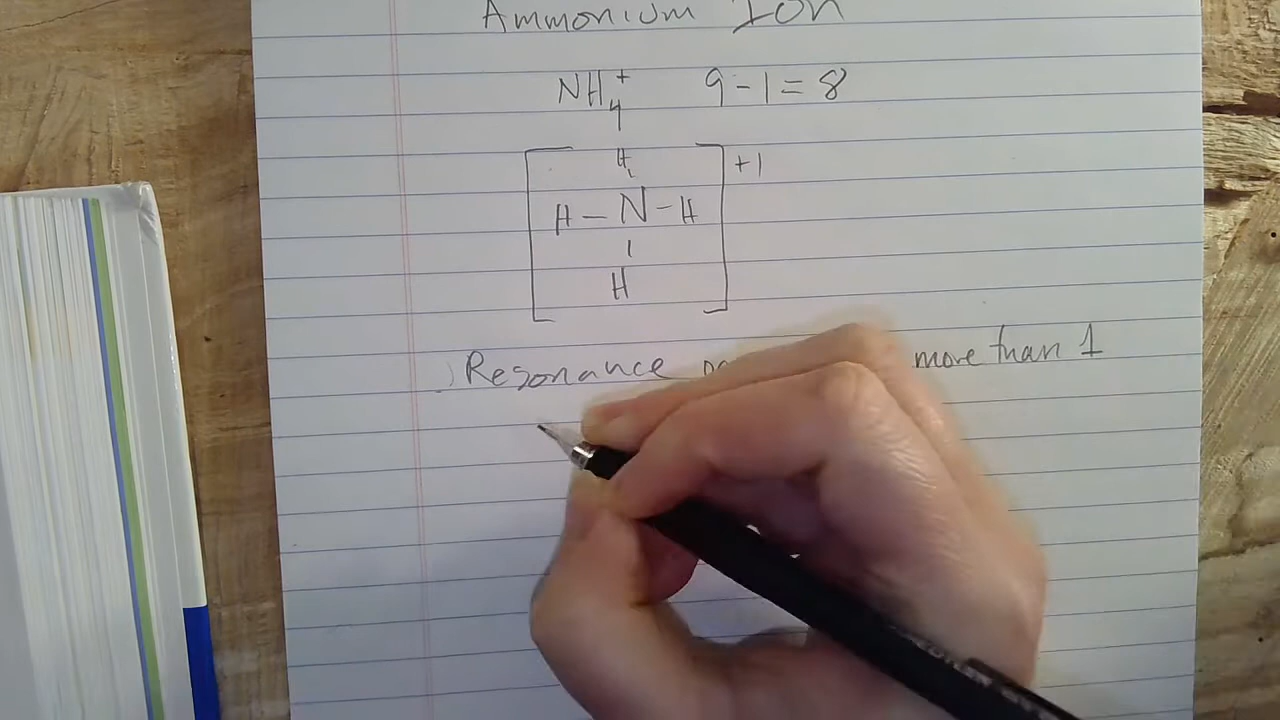 Ammonium Ion
NH4+ 9-1=8
H +1
H-N-H
H
Resonance more than 1